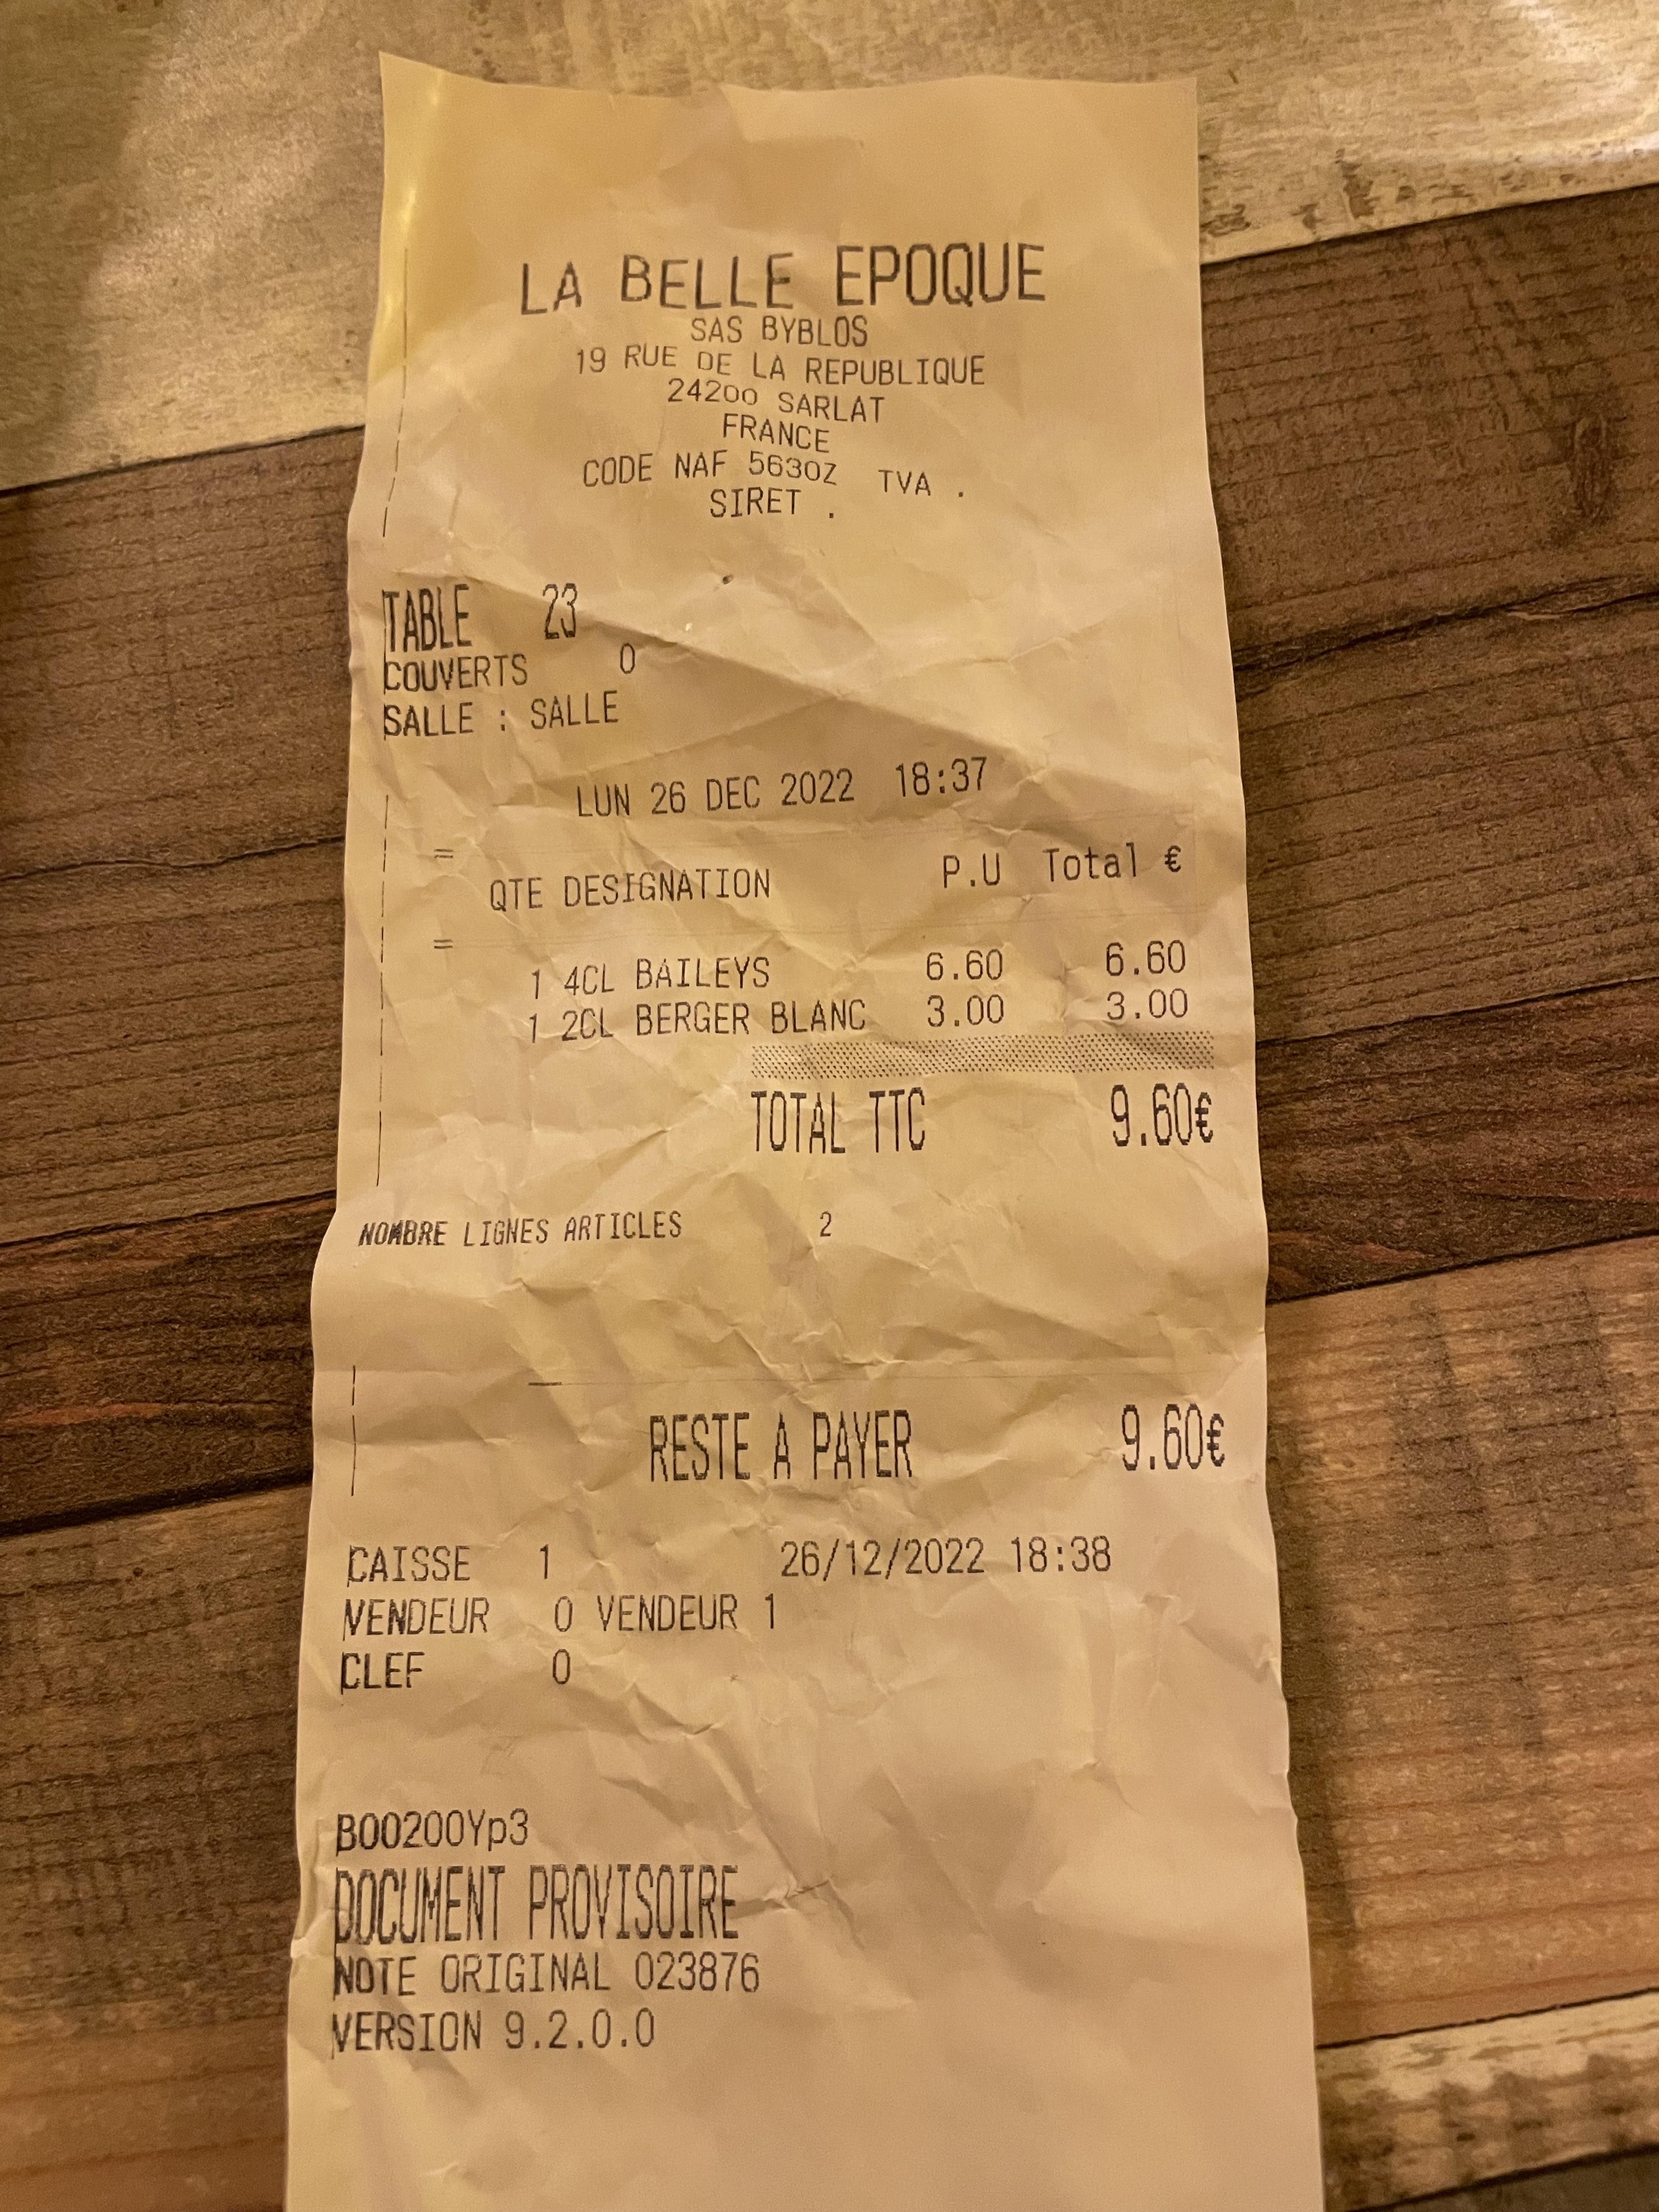 LA BELLE EPOQUE
SAS BYBLOS
19 RUE DE LA REPUBLIQUE
24200 SARLAT
FRANCE
CODE NAF 5630Z TVA .
SIRET .
TABLE 23
COUVERTS 0
SALLE : SALLE
LUN 26 DEC 2022 18:37
=
QTE DESIGNATION P.U Total €
=
1 4CL BAILEYS 6.60 6.60
1 2CL BERGER BLANC 3.00 3.00
TOTAL TTC 9.60€
NOMBRE LIGNES ARTICLES 2
RESTE A PAYER 9.60€
CAISSE 1 26/12/2022 18:38
VENDEUR 0 VENDEUR 1
CLEF 0
B00200Yp3
DOCUMENT PROVISOIRE
NOTE ORIGINAL 023876
VERSION 9.2.0.0